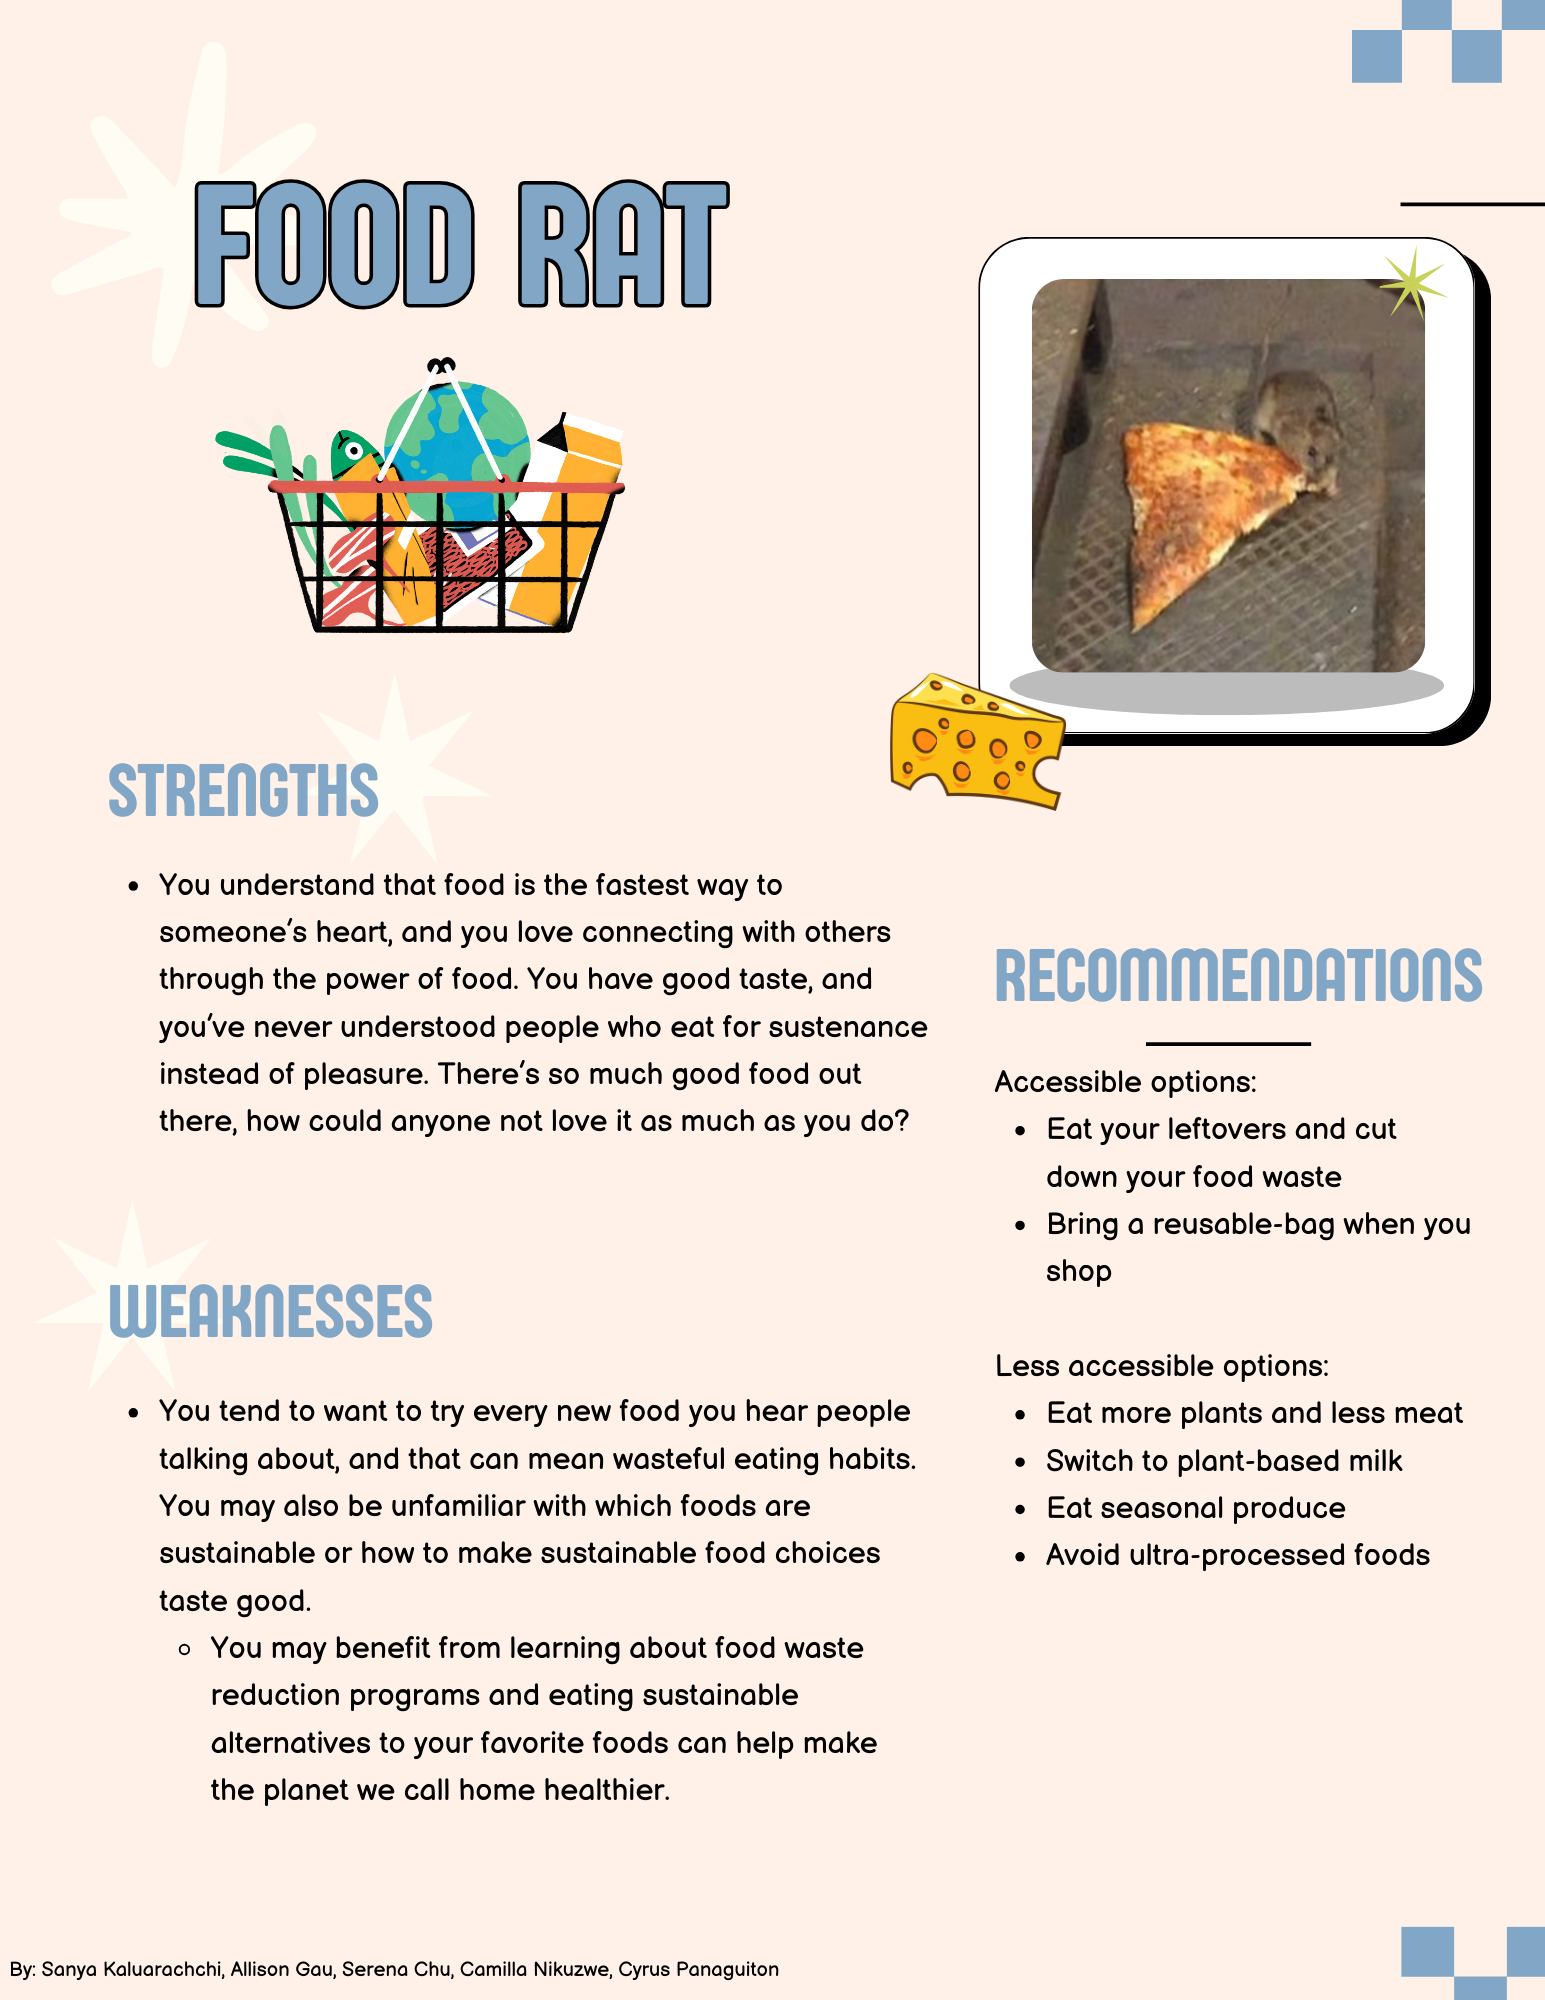 FOOD RAT
STRENGTHS
You understand that food is the fastest way to
someone's heart, and you love connecting with others
through the power of food. You have good taste, and
you've never understood people who eat for sustenance
instead of pleasure. There's so much good food out
there, how could anyone not love it as much as you do?
WEAKNESSES
You tend to want to try every new food you hear people
talking about, and that can mean wasteful eating habits.
You may also be unfamiliar with which foods are
sustainable or how to make sustainable food choices
taste good.
You may benefit from learning about food waste
reduction programs and eating sustainable
alternatives to your favorite foods can help make
the planet we call home healthier.
RECOMMENDATIONS
Accessible options:
Eat your leftovers and cut
down your food waste
Bring a reusable-bag when you
shop
Less accessible options:
Eat more plants and less meat
Switch to plant-based milk
Eat seasonal produce
Avoid ultra-processed foods
By: Sanya Kaluarachchi, Allison Gau, Serena Chu, Camilla Nikuzwe, Cyrus Panaguiton